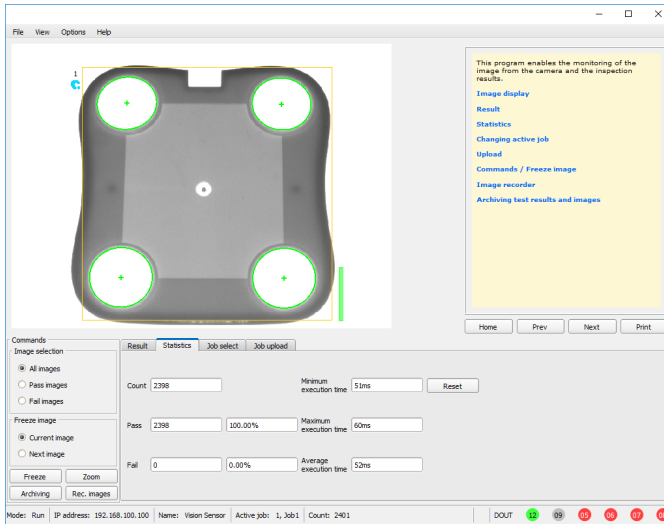 File View Options Help
1
This program enables the monitoring of the
image from the camera and the inspection
results.
Image display
Result
Statistics
Changing active job
Upload
Commands / Freeze image
Image recorder
Archiving test results and images
Home Prev Next Print
Commands
Image selection
All images
Pass images
Fail images
Freeze image
Current image
Next image
Freeze Zoom
Archiving Rec. images
Result Statistics Job select Job upload
Count 2398
Minimum
execution time 51ms
Reset
Pass 2398 100.00%
Maximum
execution time 60ms
Fail 0 0.00%
Average
execution time 52ms
Mode: Run IP address: 192.168.100.100 Name: Vision Sensor Active job: 1, Job1 Count: 2401 DOUT 12 09 05 06 07